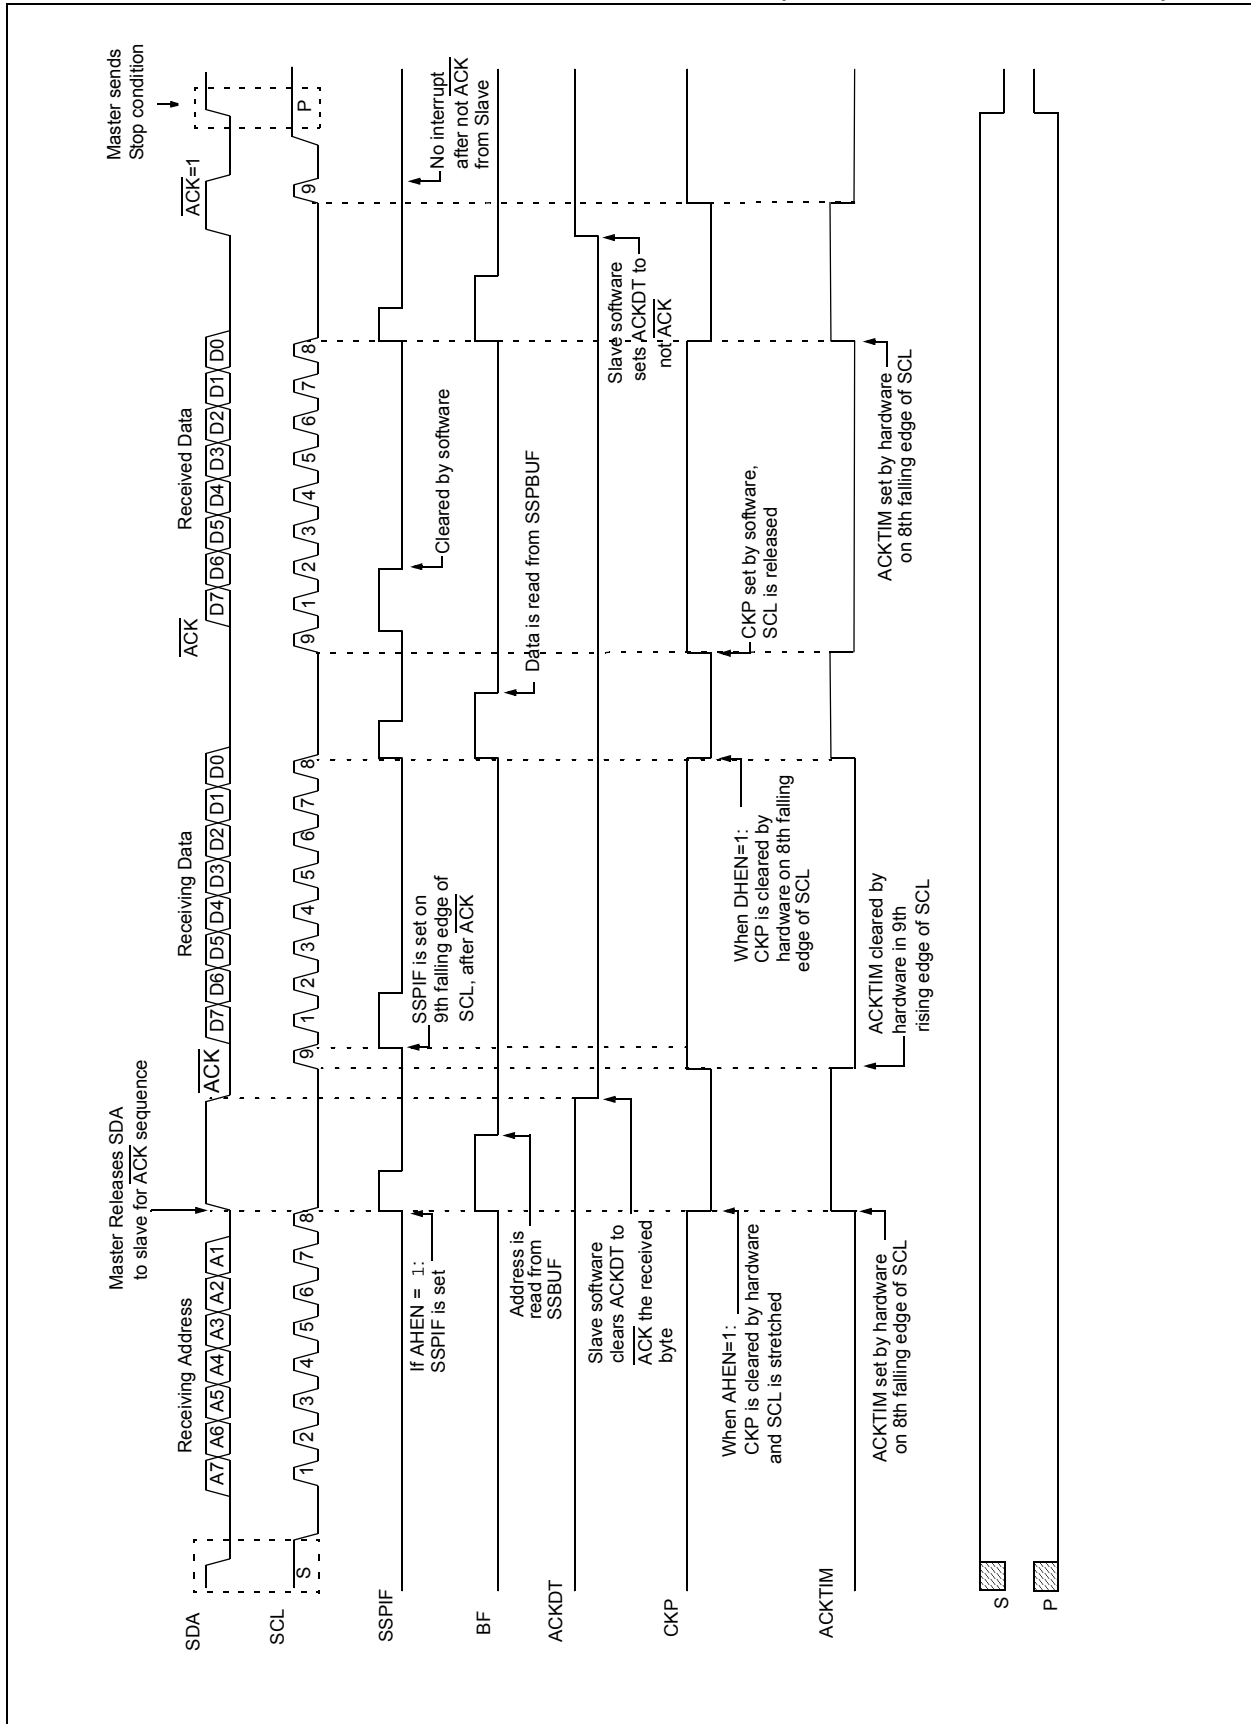 Master Releases SDA
to slave for ACK sequence
Master sends
Stop condition
Receiving Address
Receiving Data
Received Data
ACK
ACK
ACK=1
SDA
A7 A6 A5 A4 A3 A2 A1
D7 D6 D5 D4 D3 D2 D1 D0
D7 D6 D5 D4 D3 D2 D1 D0
SCL
S
1 2 3 4 5 6 7 8 9
1 2 3 4 5 6 7 8 9
1 2 3 4 5 6 7 8 9
P
SSPIF
If AHEN = 1:
SSPIF is set
SSPIF is set on
9th falling edge of
SCL, after ACK
Cleared by software
No interrupt
after not ACK
from Slave
BF
Address is
read from
SSBUF
Data is read from SSPBUF
ACKDT
Slave software
clears ACKDT to
ACK the received
byte
Slave software
sets ACKDT to
not ACK
CKP
When AHEN=1:
CKP is cleared by hardware
and SCL is stretched
When DHEN=1:
CKP is cleared by
hardware on 8th falling
edge of SCL
CKP set by software,
SCL is released
ACKTIM
ACKTIM set by hardware
on 8th falling edge of SCL
ACKTIM cleared by
hardware in 9th
rising edge of SCL
ACKTIM set by hardware
on 8th falling edge of SCL
S
P